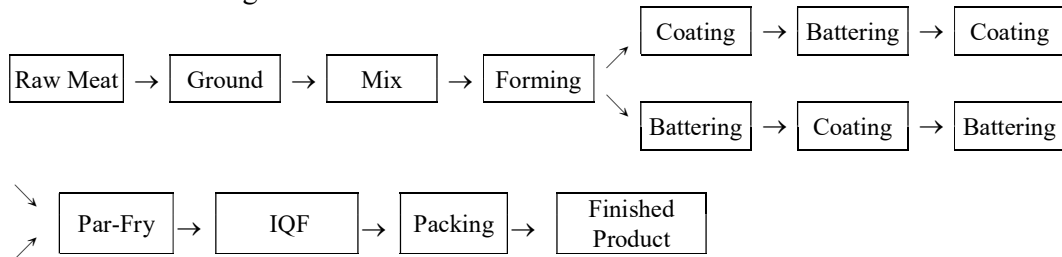 Coating → Battering → Coating
Raw Meat → Ground → Mix → Forming
Battering → Coating → Battering
Par-Fry → IQF → Packing → Finished Product